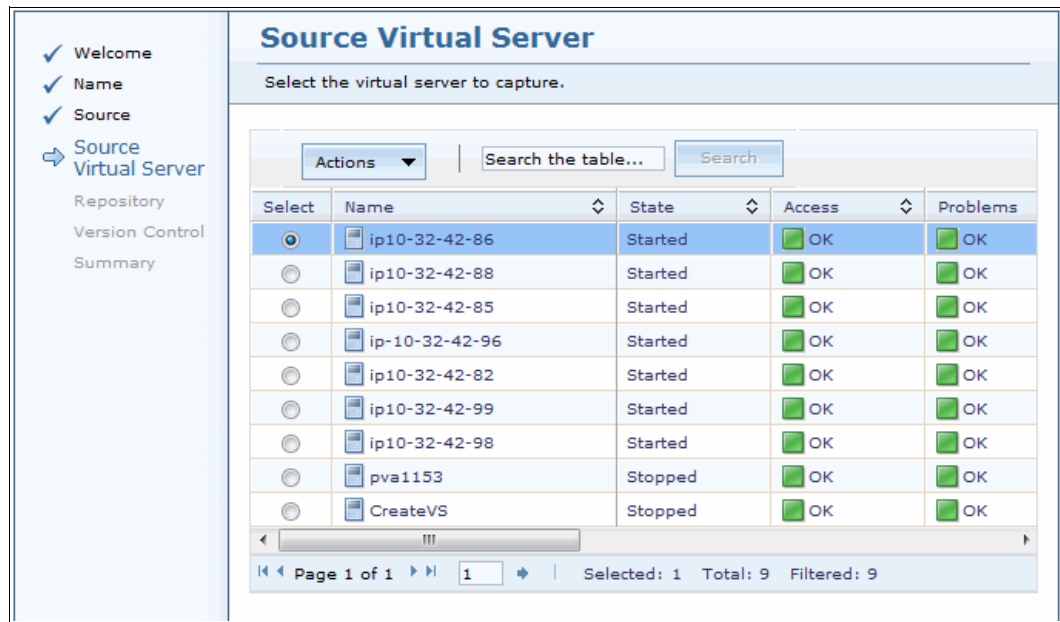 Welcome
Name
Source
Source
Virtual Server
Repository
Version Control
Summary
Source Virtual Server
Select the virtual server to capture.
Actions Search the table... Search
Select Name State Access Problems
ip10-32-42-86 Started OK OK
ip10-32-42-88 Started OK OK
ip10-32-42-85 Started OK OK
ip-10-32-42-96 Started OK OK
ip10-32-42-82 Started OK OK
ip10-32-42-99 Started OK OK
ip10-32-42-98 Started OK OK
pva1153 Stopped OK OK
CreateVS Stopped OK OK
Page 1 of 1 1 Selected: 1 Total: 9 Filtered: 9